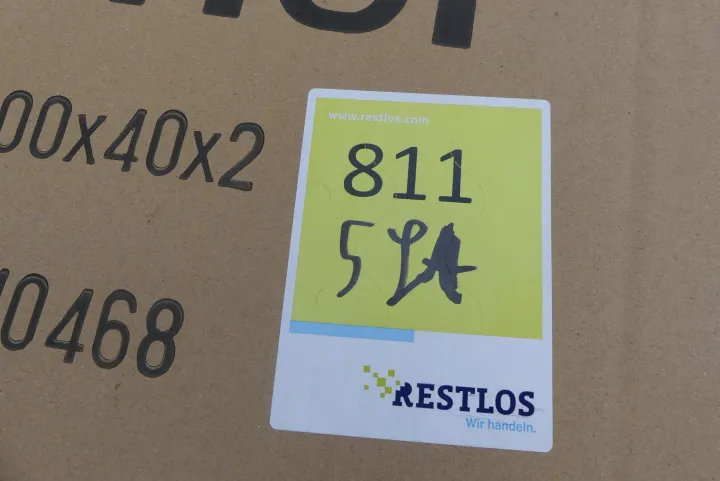 00x40x2
0468
www.restlos.com
811
RESTLOS
Wir handeln.